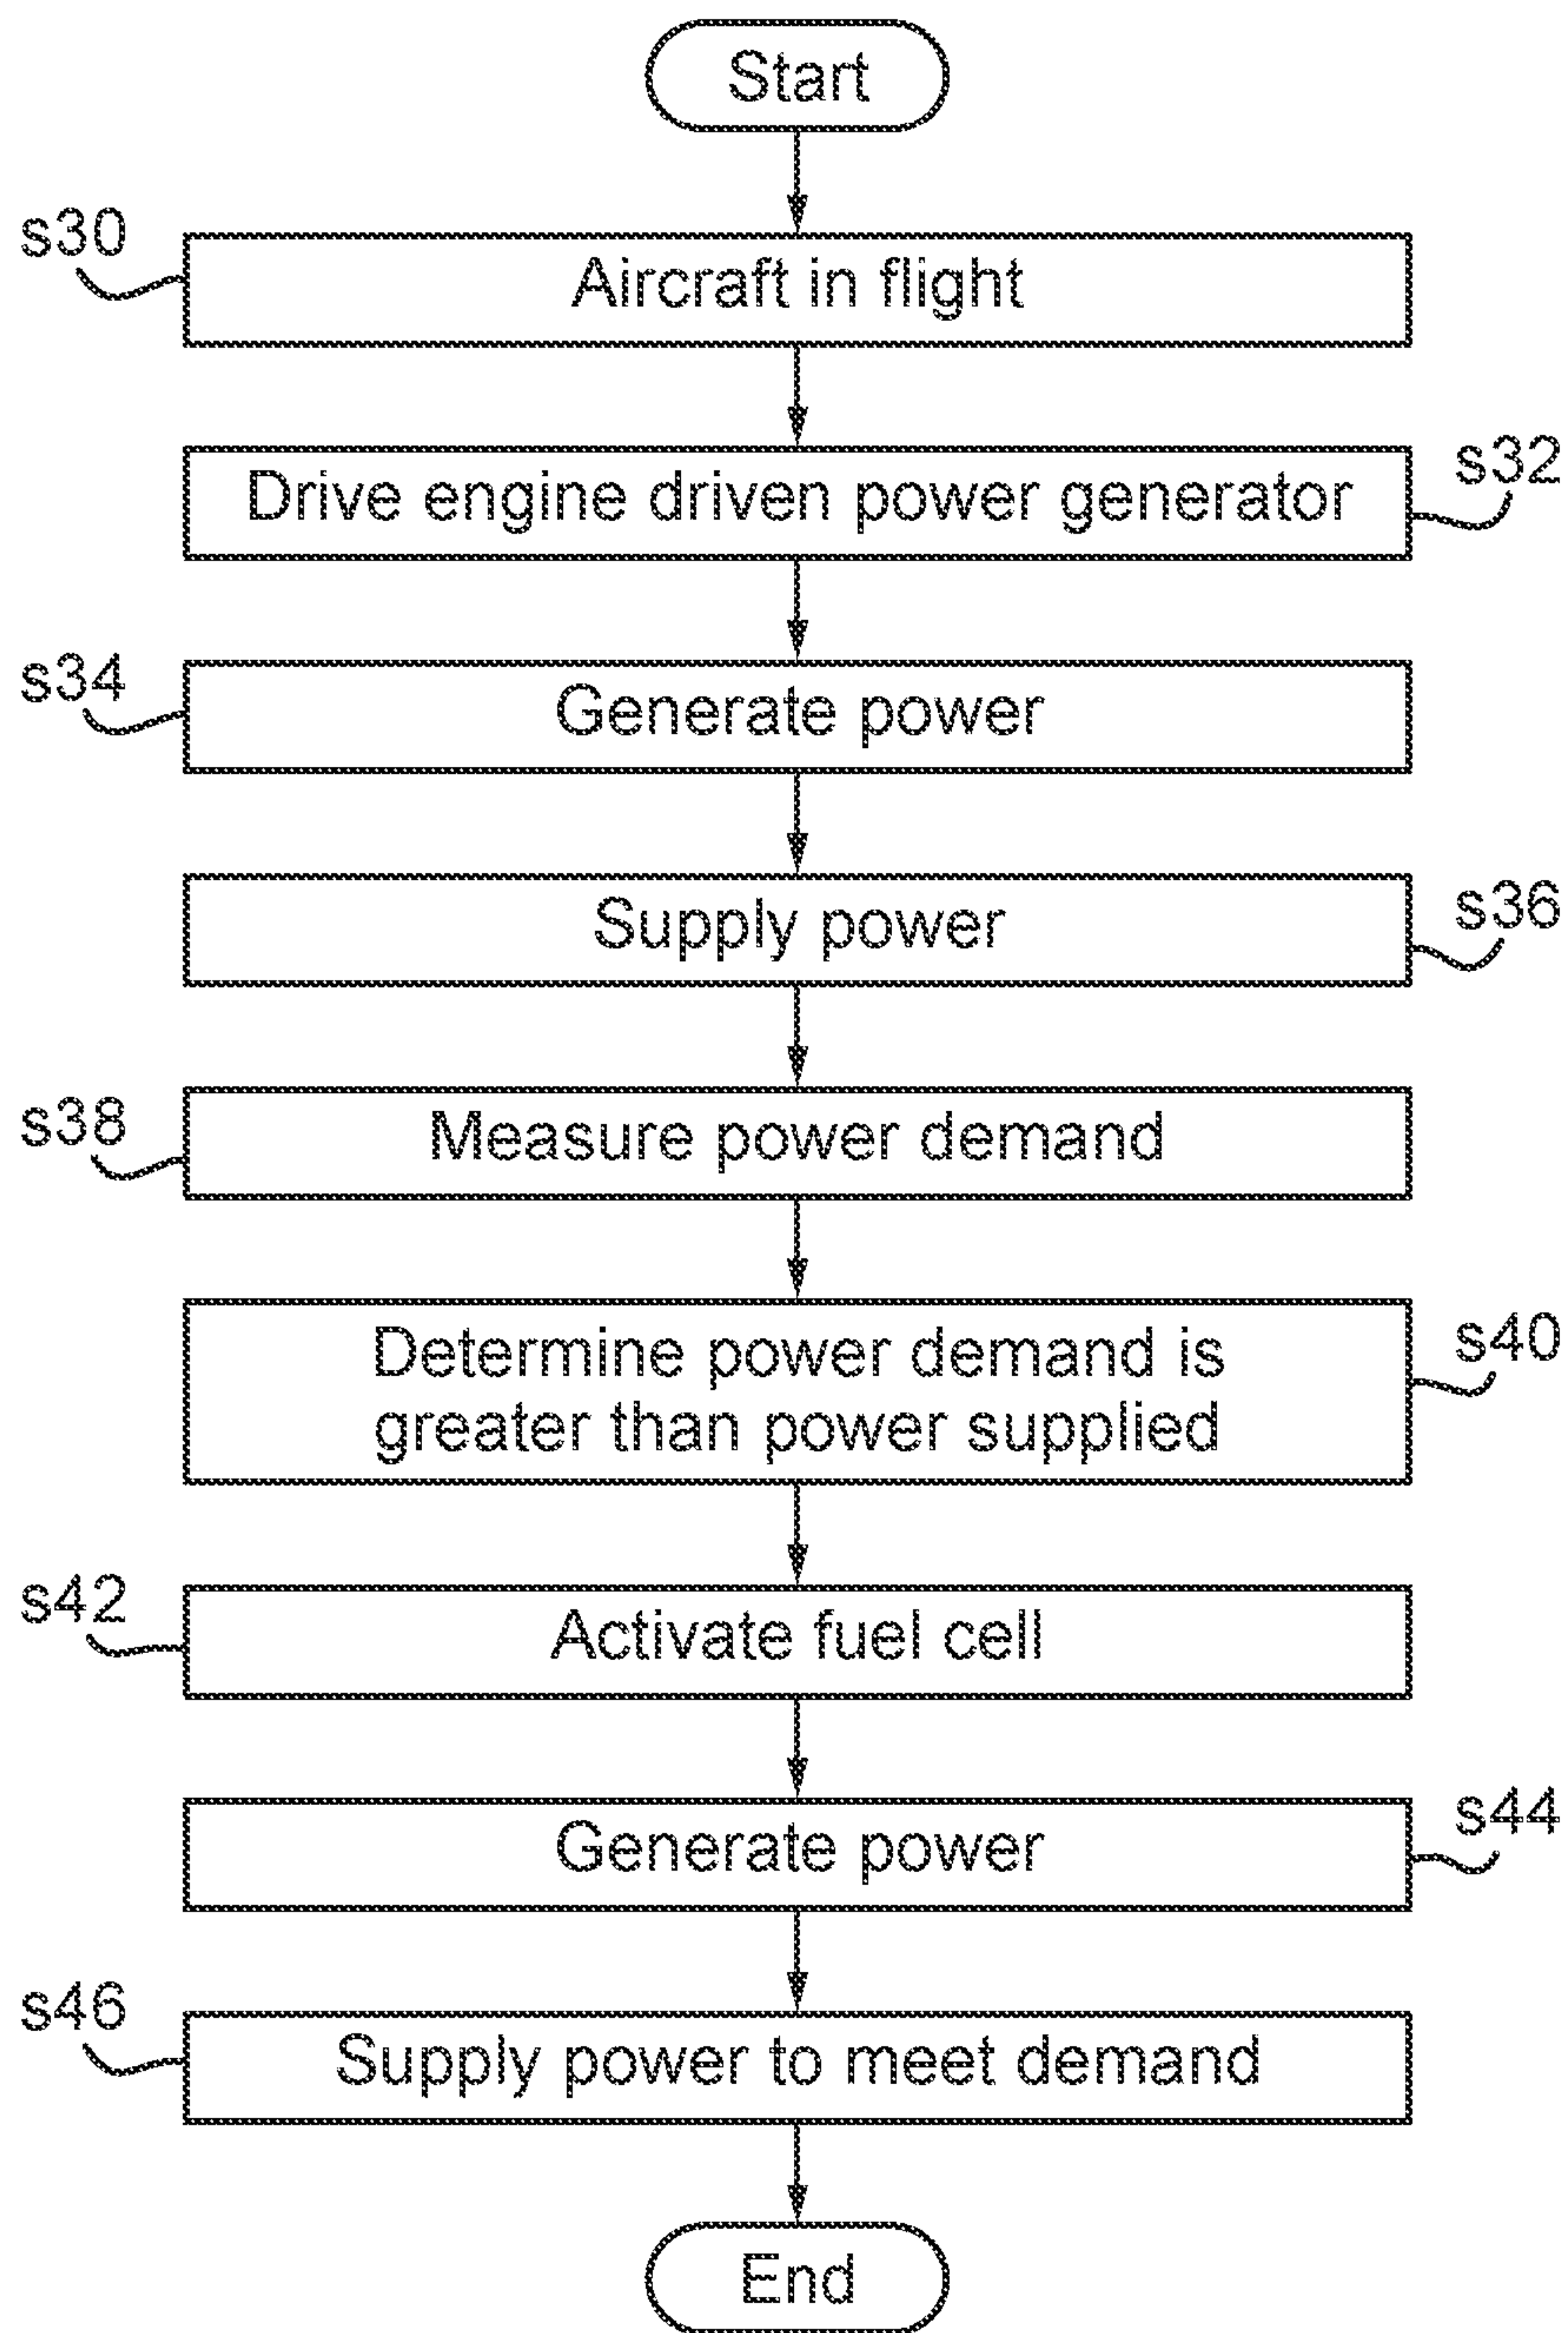 Start
s30
Aircraft in flight
Drive engine driven power generator
s32
s34
Generate power
Supply power
s36
s38
Measure power demand
Determine power demand is
greater than power supplied
s40
s42
Activate fuel cell
Generate power
s44
s46
Supply power to meet demand
End